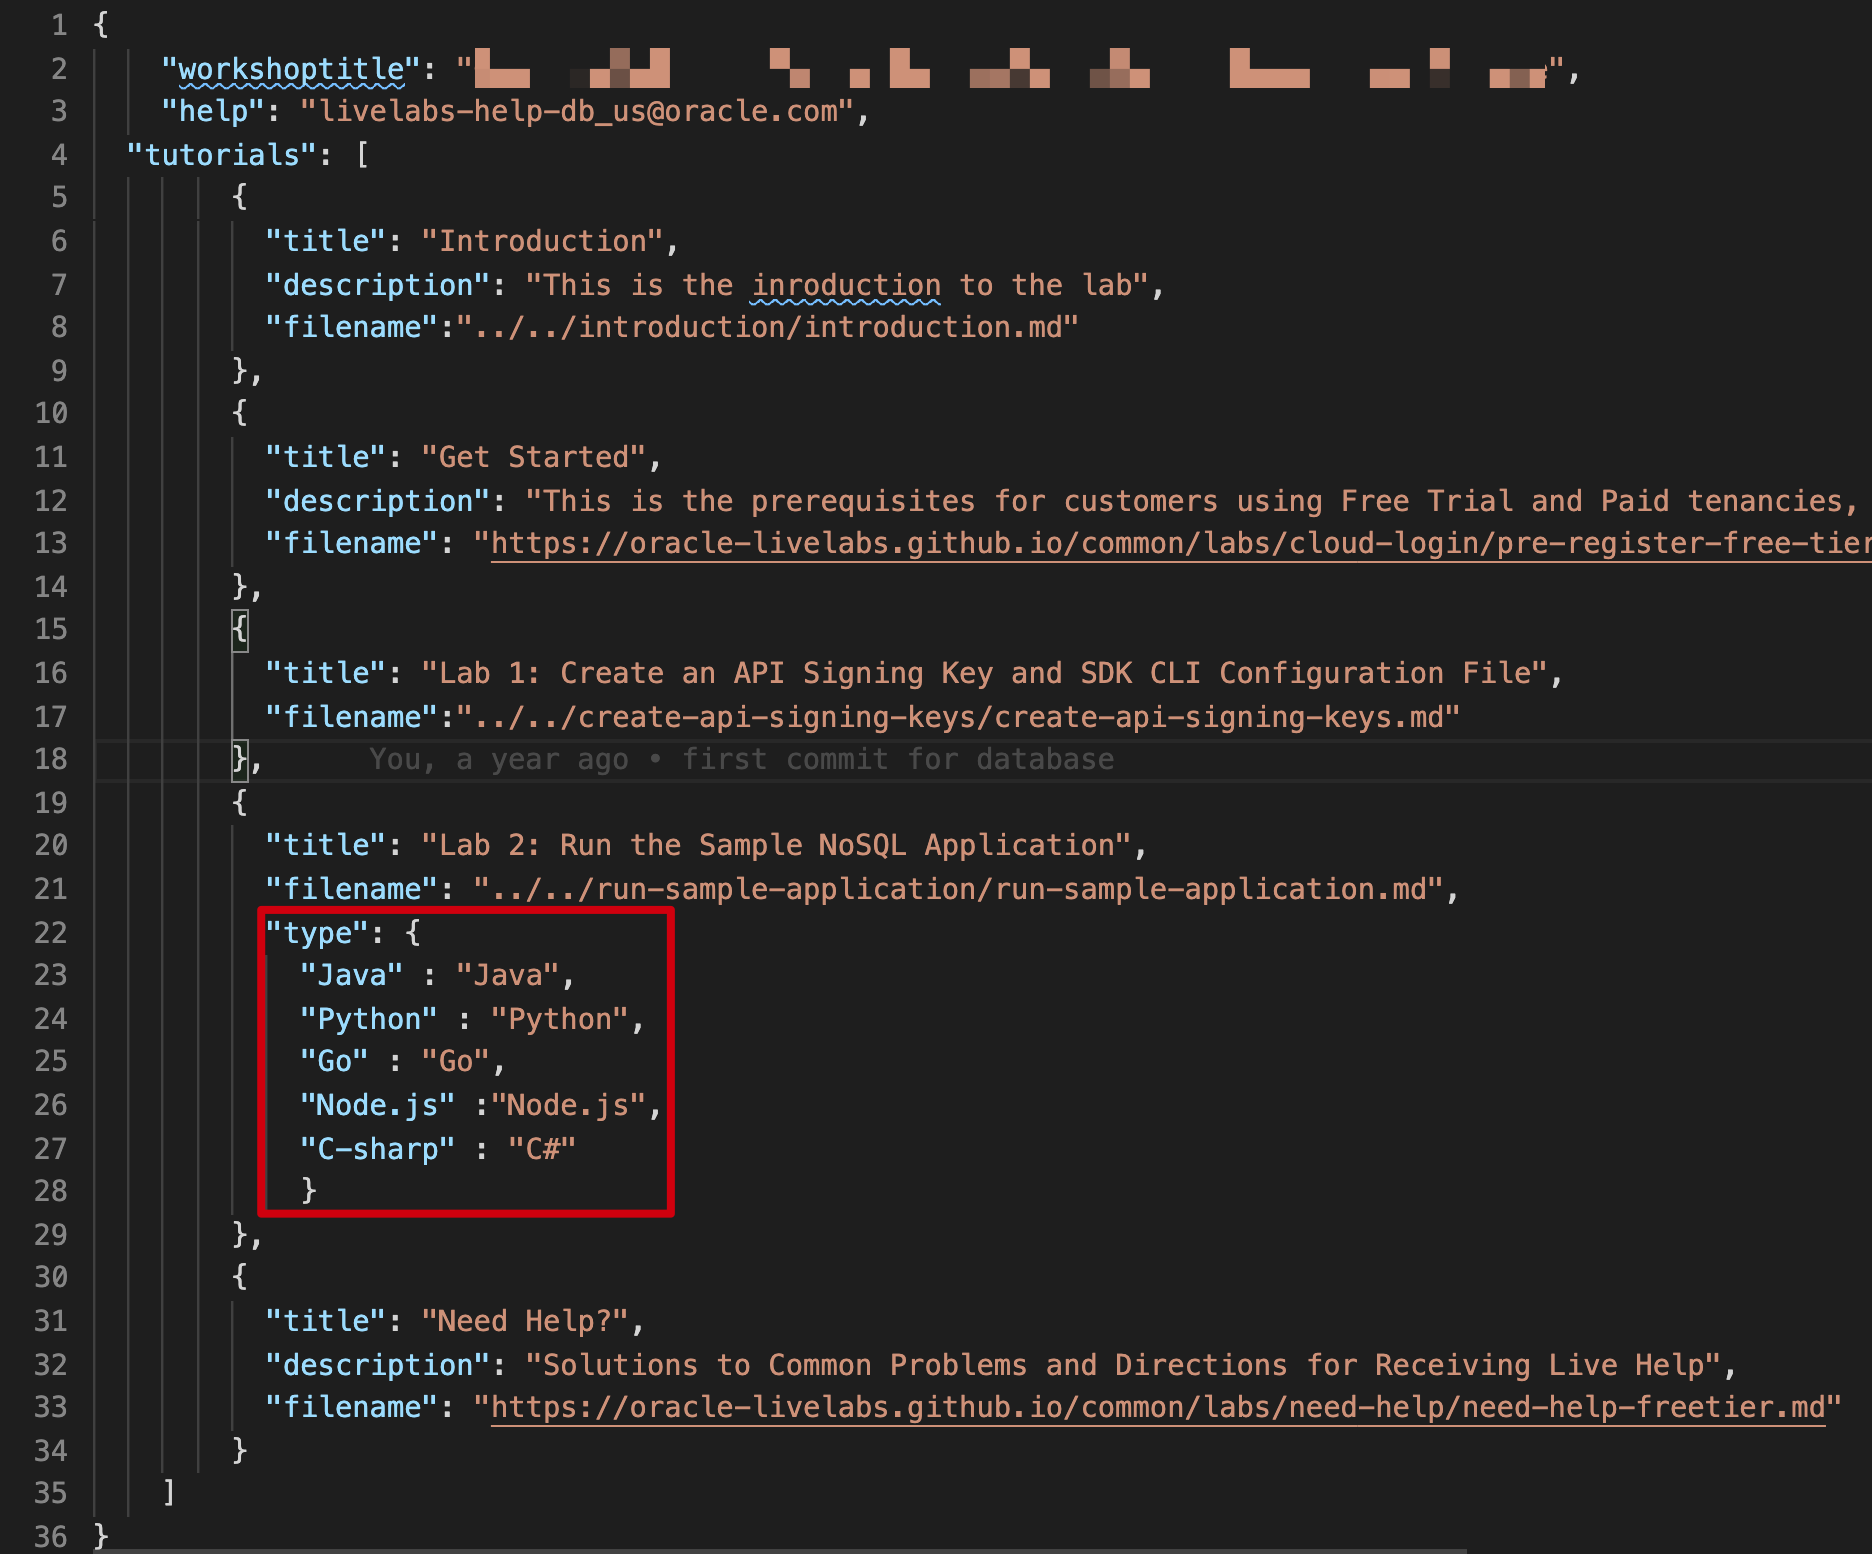 1 {
2 "workshoptitle": "",
3 "help": "livelabs-help-db_us@oracle.com",
4 "tutorials": [
5 {
6 "title": "Introduction",
7 "description": "This is the inroduction to the lab",
8 "filename":"../../introduction/introduction.md"
9 },
10 {
11 "title": "Get Started",
12 "description": "This is the prerequisites for customers using Free Trial and Paid tenancies,
13 "filename": "https://oracle-livelabs.github.io/common/labs/cloud-login/pre-register-free-tier
14 },
15 {
16 "title": "Lab 1: Create an API Signing Key and SDK CLI Configuration File",
17 "filename":"../../create-api-signing-keys/create-api-signing-keys.md"
18 }, You, a year ago • first commit for database
19 {
20 "title": "Lab 2: Run the Sample NoSQL Application",
21 "filename": "../../run-sample-application/run-sample-application.md",
22 "type": {
23 "Java" : "Java",
24 "Python" : "Python",
25 "Go" : "Go",
26 "Node.js" :"Node.js",
27 "C-sharp" : "C#"
28 }
29 },
30 {
31 "title": "Need Help?",
32 "description": "Solutions to Common Problems and Directions for Receiving Live Help",
33 "filename": "https://oracle-livelabs.github.io/common/labs/need-help/need-help-freetier.md"
34 }
35 ]
36 }